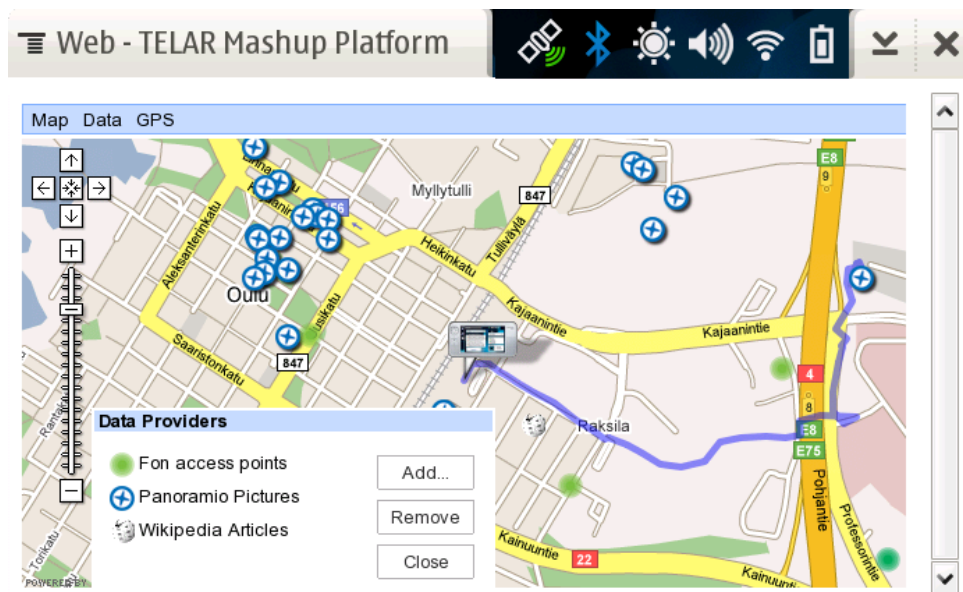 Web - TELAR Mashup Platform
Map Data GPS
E8
9
Myllytulli
847
Aleksanterinkatu
Heikinkatu
Tulliväylä
Oulu
Kajaanintie
Kajaanintie
Saaristonkatu
847
4
8
Raksila
E8
E75
Pohjantie
Professorintie
Data Providers
Fon access points
Add...
Panoramio Pictures
Remove
Wikipedia Articles
Close
Kainuuntie
22
Torikatu
POWERED BY